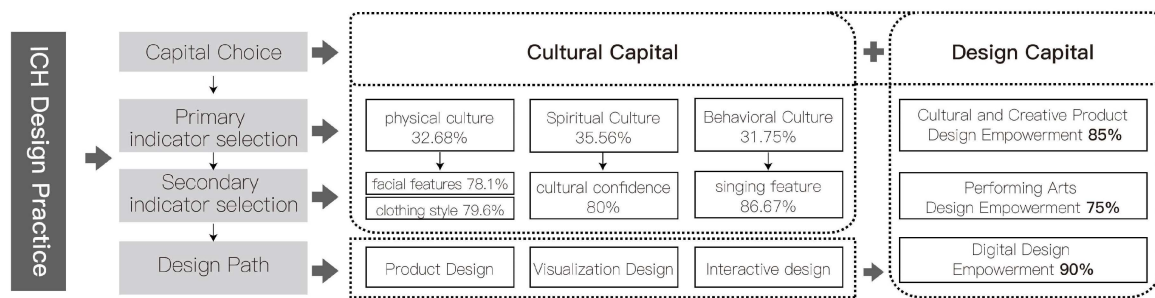 ICH Design Practice
Capital Choice
Cultural Capital
Design Capital
Primary
indicator selection
physical culture
32.68%
Spiritual Culture
35.56%
Behavioral Culture
31.75%
Cultural and Creative Product
Design Empowerment 85%
Secondary
indicator selection
facial features 78.1%
clothing style 79.6%
cultural confidence
80%
singing feature
86.67%
Performing Arts
Design Empowerment 75%
Design Path
Product Design
Visualization Design
Interactive design
Digital Design
Empowerment 90%